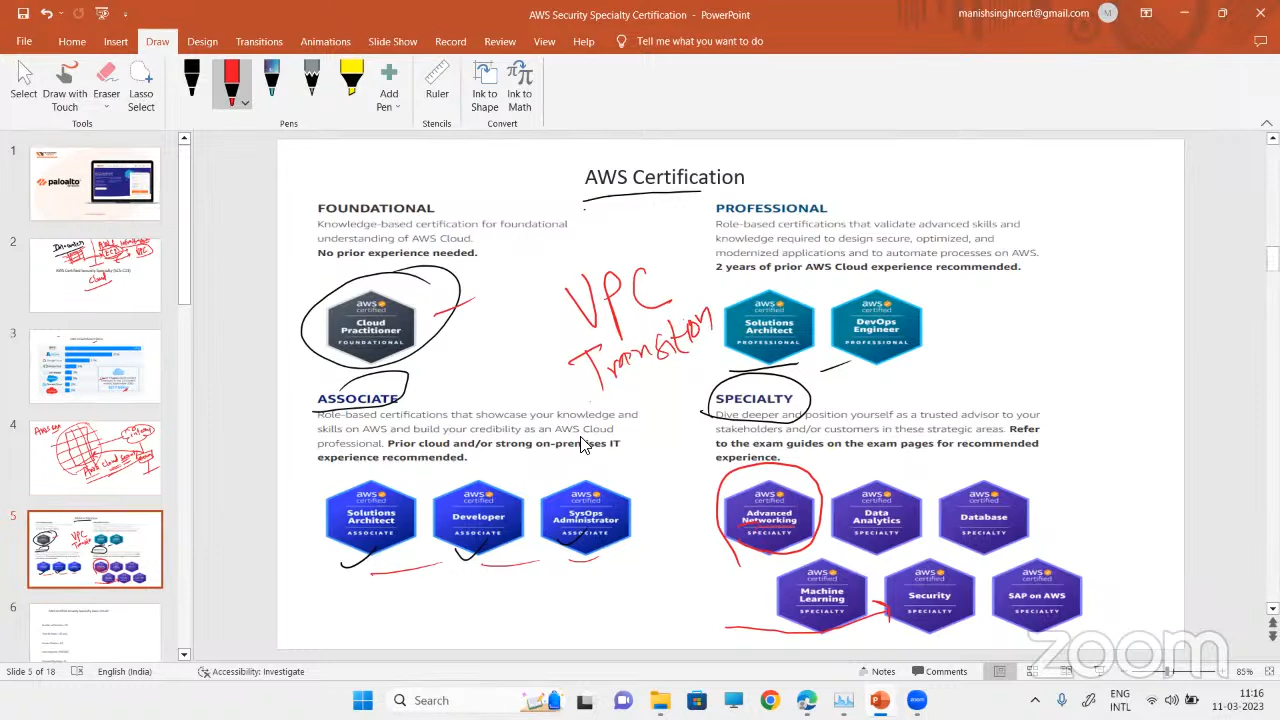 AWS Security Specialty Certification - PowerPoint
manishsinghrcert@gmail.com
M
File Home Insert Draw Design Transitions Animations Slide Show Record Review View Help Tell me what you want to do
Select
Draw with Touch
Eraser
Lasso Select
Add Pen
Ruler
Ink to Shape
Ink to Math
Tools
Pens
Stencils
Convert
1
paloalto
2
Cloud
3
4
5
6
AWS Certification
FOUNDATIONAL
Knowledge-based certification for foundational
understanding of AWS Cloud.
No prior experience needed.
aws certified
Cloud Practitioner
FOUNDATIONAL
VPC
Transition
PROFESSIONAL
Role-based certifications that validate advanced skills and
knowledge required to design secure, optimized, and
modernized applications and to automate processes on AWS.
2 years of prior AWS Cloud experience recommended.
aws certified
Solutions Architect
PROFESSIONAL
aws certified
DevOps Engineer
PROFESSIONAL
ASSOCIATE
Role-based certifications that showcase your knowledge and
skills on AWS and build your credibility as an AWS Cloud
professional. Prior cloud and/or strong on-premises IT
experience recommended.
aws certified
Solutions Architect
ASSOCIATE
aws certified
Developer
ASSOCIATE
aws certified
SysOps Administrator
ASSOCIATE
SPECIALTY
Dive deeper and position yourself as a trusted advisor to your
stakeholders and/or customers in these strategic areas. Refer
to the exam guides on the exam pages for recommended
experience.
aws certified
Advanced Networking
SPECIALTY
aws certified
Data Analytics
SPECIALTY
aws certified
Database
SPECIALTY
aws certified
Machine Learning
SPECIALTY
aws certified
Security
SPECIALTY
aws certified
SAP on AWS
SPECIALTY
zoom
Slide 5 of 18
English (India)
Accessibility: Investigate
Notes
Comments
85%
Search
zoom
ENG
INTL
11:16
11-03-2023